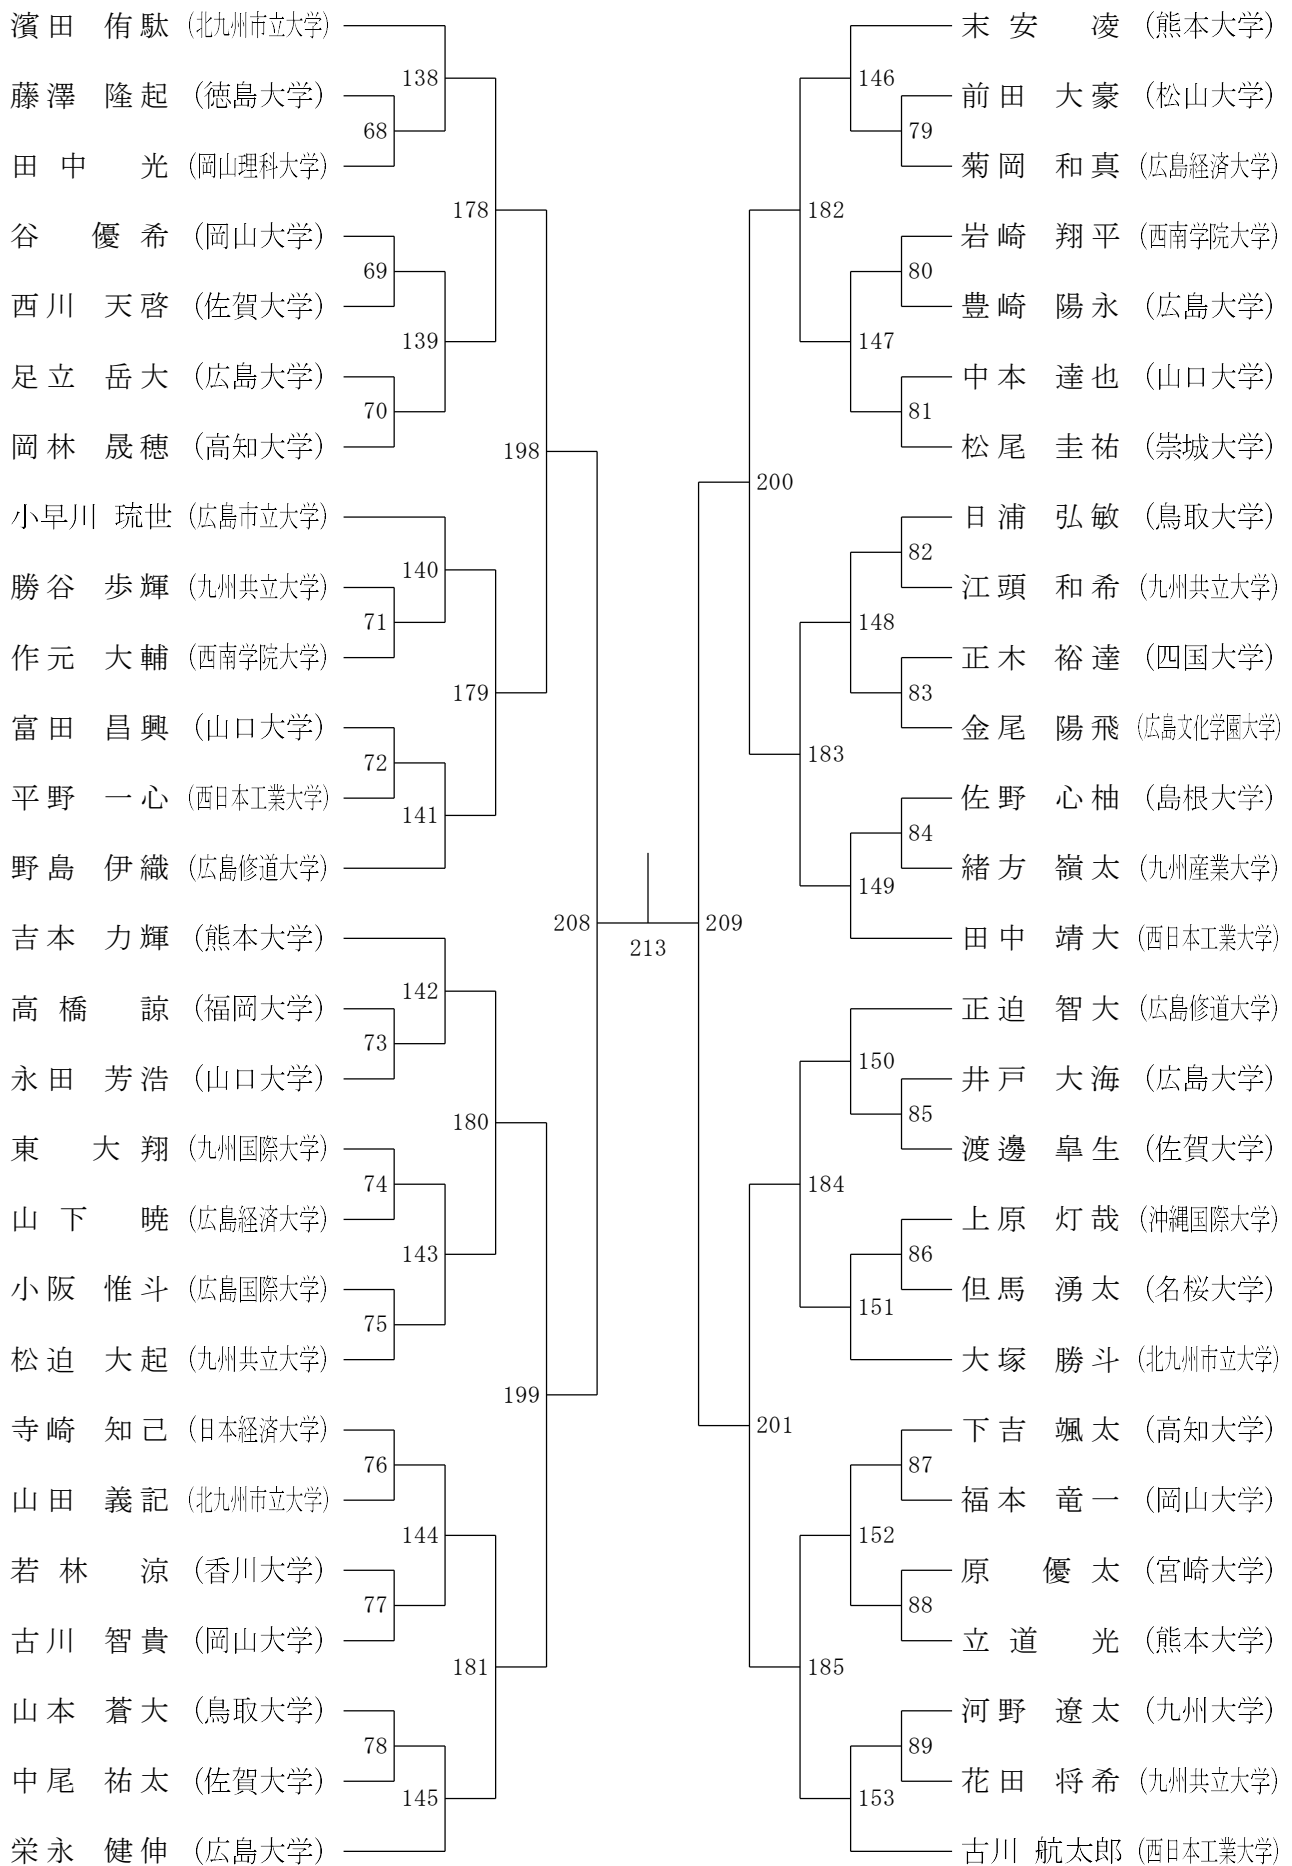 濱田 侑駄 (北九州市立大学)
138
藤澤 隆起 (徳島大学)
68
田中 光 (岡山理科大学)
178
谷 優希 (岡山大学)
69
西川 天啓 (佐賀大学)
139
足立 岳大 (広島大学)
70
岡林 晟穂 (高知大学)
198
小早川 琉世 (広島市立大学)
140
勝谷 歩輝 (九州共立大学)
71
作元 大輔 (西南学院大学)
179
富田 昌興 (山口大学)
72
平野 一心 (西日本工業大学)
141
野島 伊織 (広島修道大学)
208
吉本 力輝 (熊本大学)
142
高橋 諒 (福岡大学)
73
永田 芳浩 (山口大学)
180
東 大翔 (九州国際大学)
74
山下 暁 (広島経済大学)
143
小阪 惟斗 (広島国際大学)
75
松迫 大起 (九州共立大学)
199
寺崎 知己 (日本経済大学)
76
山田 義記 (北九州市立大学)
144
若林 涼 (香川大学)
77
古川 智貴 (岡山大学)
181
山本 蒼大 (鳥取大学)
78
中尾 祐太 (佐賀大学)
145
栄永 健伸 (広島大学)
213
末安 凌 (熊本大学)
146
前田 大豪 (松山大学)
79
菊岡 和真 (広島経済大学)
182
岩崎 翔平 (西南学院大学)
80
豊崎 陽永 (広島大学)
147
中本 達也 (山口大学)
81
松尾 圭祐 (崇城大学)
200
日浦 弘敏 (鳥取大学)
82
江頭 和希 (九州共立大学)
148
正木 裕達 (四国大学)
83
金尾 陽飛 (広島文化学園大学)
183
佐野 心柚 (島根大学)
84
緒方 嶺太 (九州産業大学)
149
209
田中 靖大 (西日本工業大学)
正迫 智大 (広島修道大学)
150
井戸 大海 (広島大学)
85
渡邊 皐生 (佐賀大学)
184
上原 灯哉 (沖縄国際大学)
86
但馬 湧太 (名桜大学)
151
大塚 勝斗 (北九州市立大学)
201
下吉 颯太 (高知大学)
87
福本 竜一 (岡山大学)
152
原 優太 (宮崎大学)
88
立道 光 (熊本大学)
185
河野 遼太 (九州大学)
89
花田 将希 (九州共立大学)
153
古川 航太郎 (西日本工業大学)